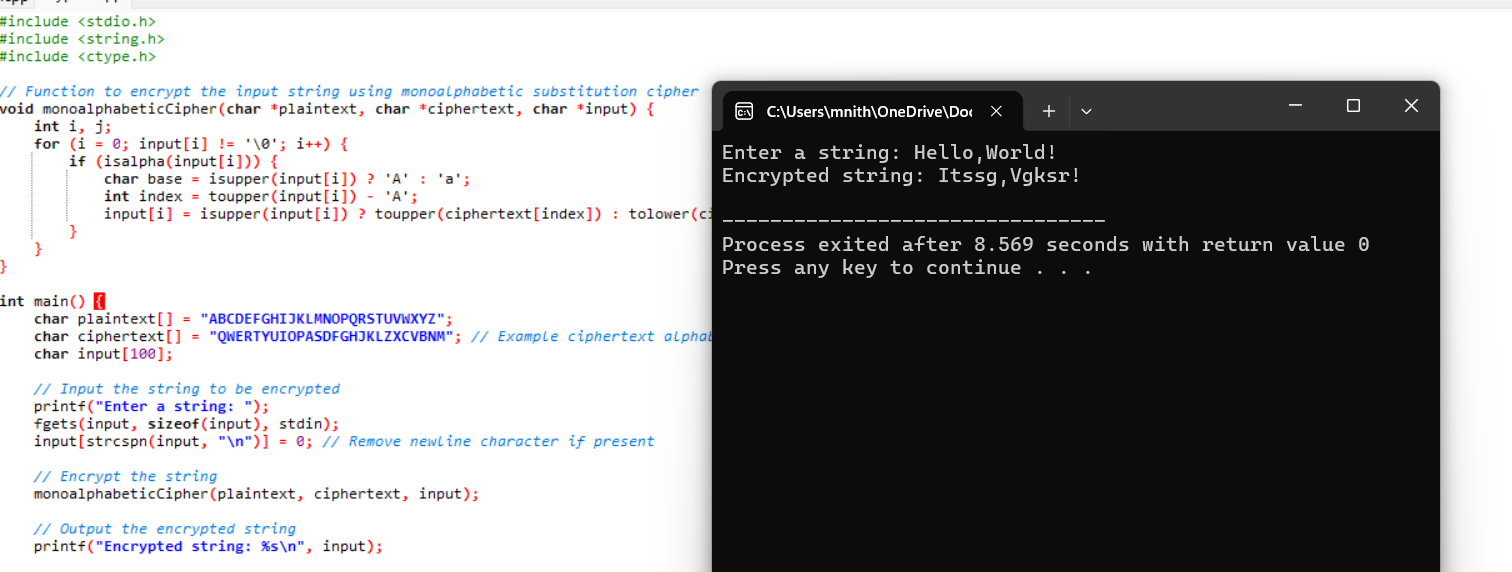 #include <stdio.h>
#include <string.h>
#include <ctype.h>
// Function to encrypt the input string using monoalphabetic substitution cipher
void monoalphabeticCipher(char *plaintext, char *ciphertext, char *input) {
int i, j;
for (i = 0; input[i] != '\0'; i++) {
if (isalpha(input[i])) {
char base = isupper(input[i]) ? 'A' : 'a';
int index = toupper(input[i]) - 'A';
input[i] = isupper(input[i]) ? toupper(ciphertext[index]) : tolower(ci
}
}
}
int main() {
char plaintext[] = "ABCDEFGHIJKLMNOPQRSTUVWXYZ";
char ciphertext[] = "QWERTYUIOPASDFGHJKLZXCVBNM"; // Example ciphertext alphab
char input[100];
// Input the string to be encrypted
printf("Enter a string: ");
fgets(input, sizeof(input), stdin);
input[strcspn(input, "\n")] = 0; // Remove newline character if present
// Encrypt the string
monoalphabeticCipher(plaintext, ciphertext, input);
// Output the encrypted string
printf("Encrypted string: %s\n", input);
C:\Users\mnith\OneDrive\Doc
Enter a string: Hello,World!
Encrypted string: Itssg,Vgksr!
--------------------------------
Process exited after 8.569 seconds with return value 0
Press any key to continue . . .